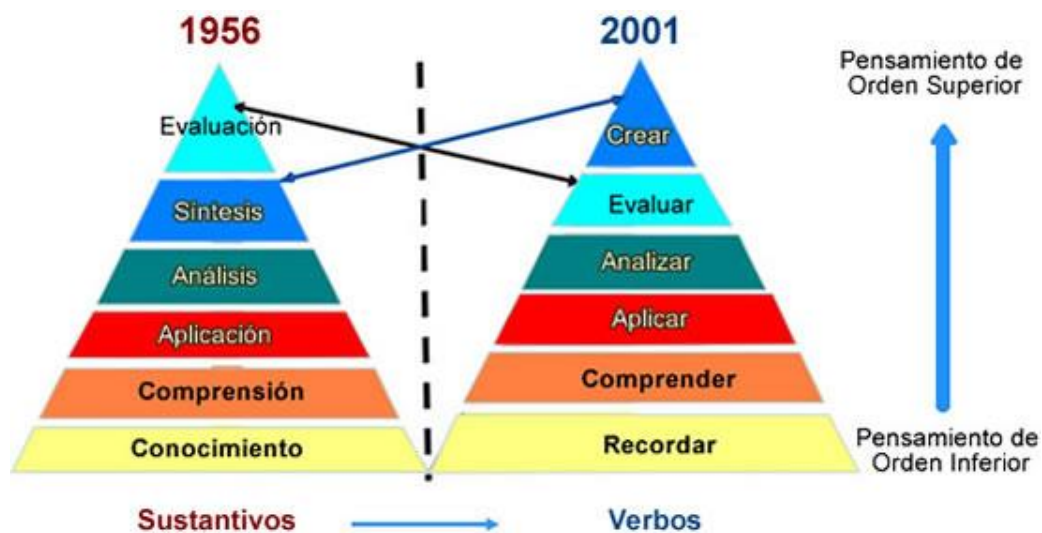 1956
Evaluación
Síntesis
Análisis
Aplicación
Comprensión
Conocimiento
Sustantivos
2001
Crear
Evaluar
Analizar
Aplicar
Comprender
Recordar
Verbos
Pensamiento de
Orden Superior
Pensamiento de
Orden Inferior